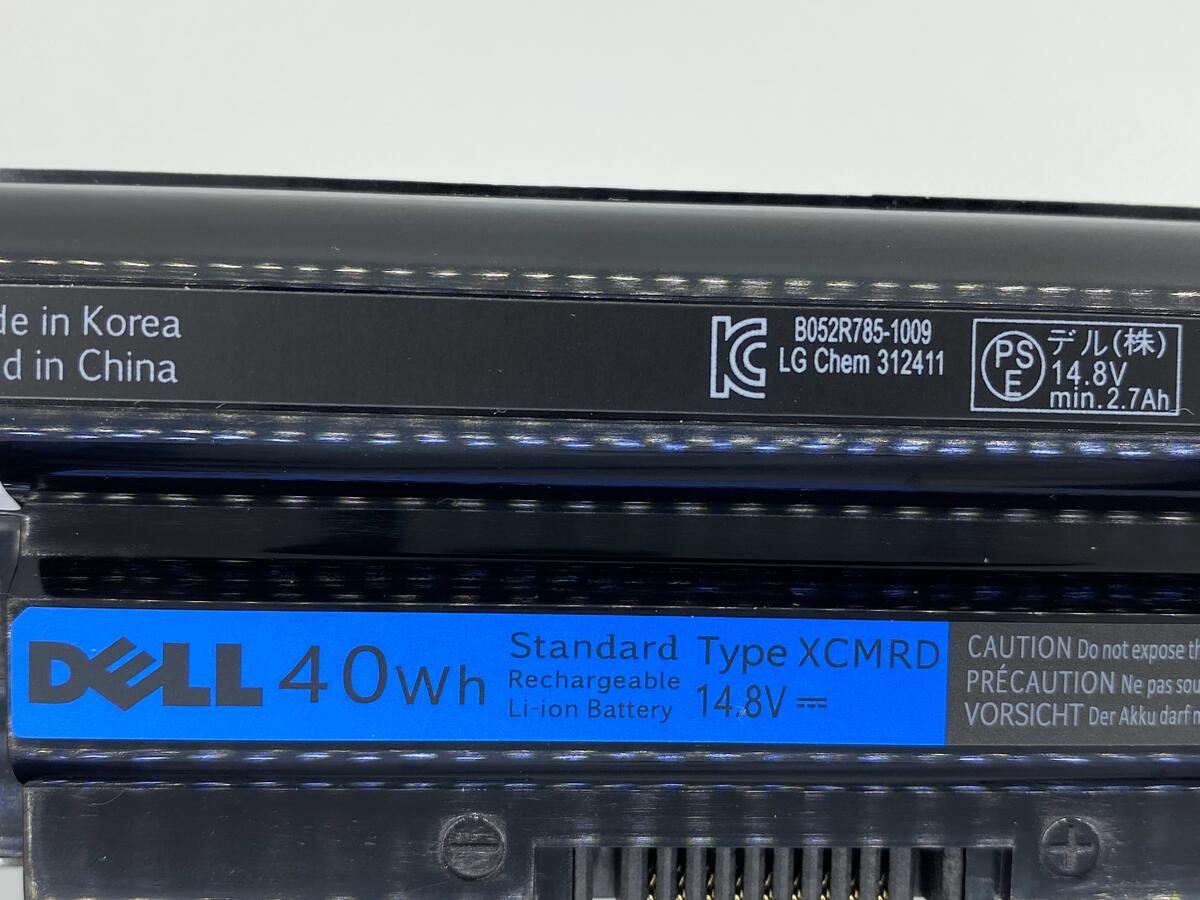 de in Korea
d in China
KC
B052R785-1009
LG Chem 312411
PS
E
デル(株)
14.8V
min.2.7Ah
DELL 40Wh
Standard
Rechargeable
Li-ion Battery
Type XCMRD
14.8V
CAUTION Do not expose th
PRÉCAUTION Ne pas sou
VORSICHT Der Akku darf n